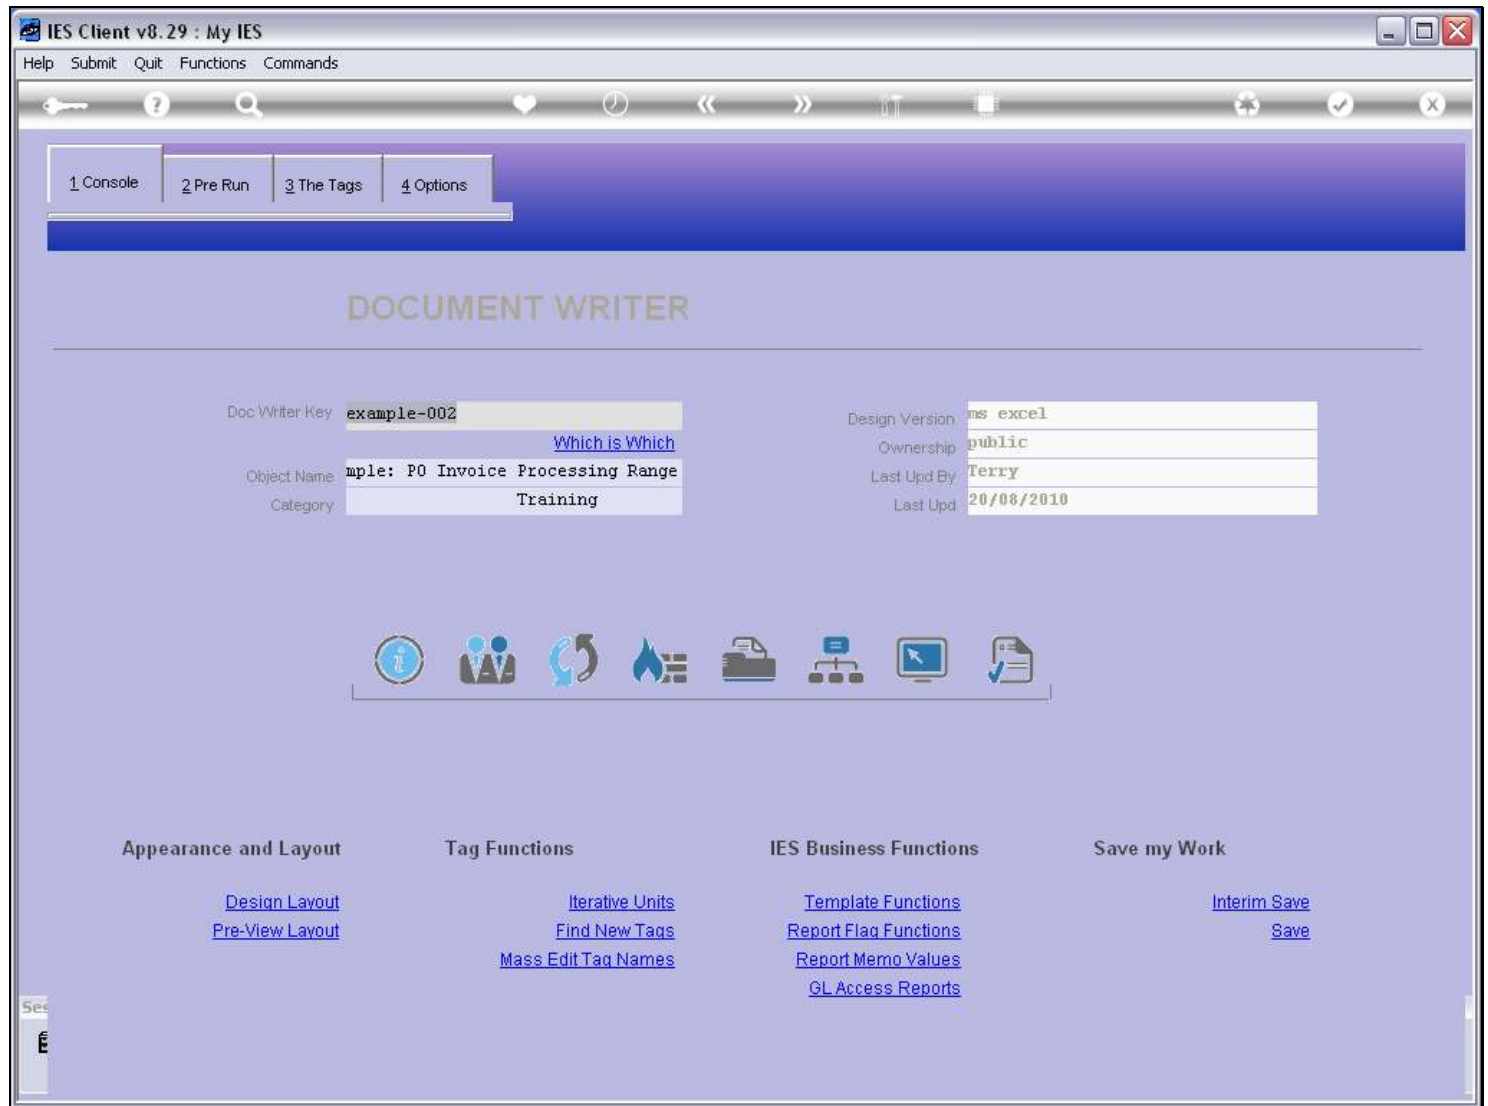 IES Client v8.29 : My IES
Help Submit Quit Functions Commands
1 Console 2 Pre Run 3 The Tags 4 Options
DOCUMENT WRITER
Doc Writer Key example-002
Which is Which
Object Name mple: PO Invoice Processing Range
Category Training
Design Version ms excel
Ownership public
Last Upd By Terry
Last Upd 20/08/2010
Appearance and Layout
Design Layout
Pre-View Layout
Tag Functions
Iterative Units
Find New Tags
Mass Edit Tag Names
IES Business Functions
Template Functions
Report Flag Functions
Report Memo Values
GL Access Reports
Save my Work
Interim Save
Save